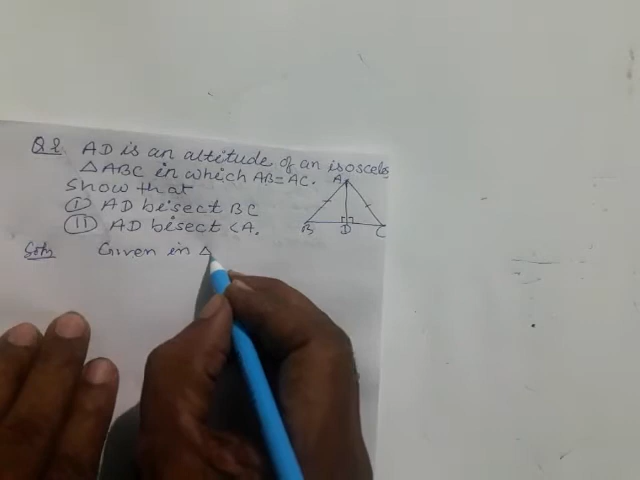 Q 2. AD is an altitude of an isosceles
△ABC in which AB=AC.
Show that
(i) AD bisect BC
(ii) AD bisect <A.
A
B D C
Soln Given in △